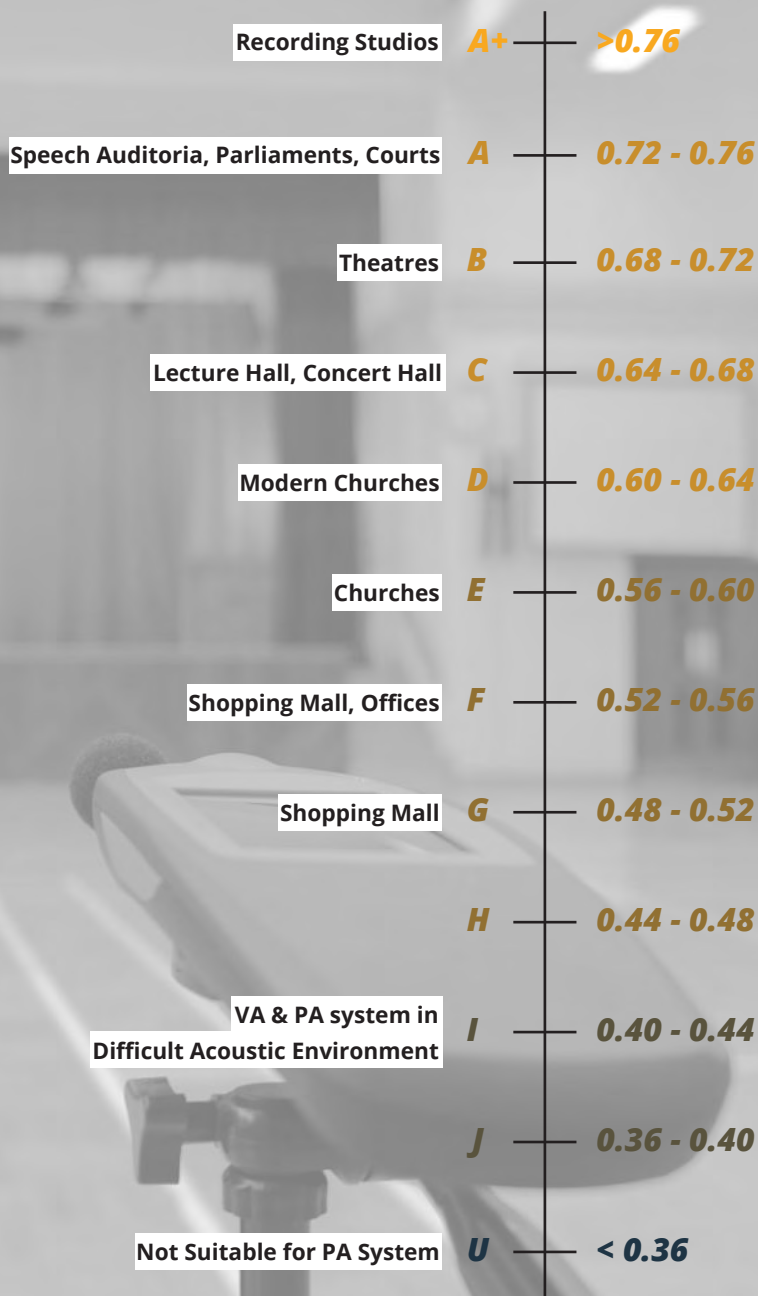 Recording Studios A+ >0.76
Speech Auditoria, Parliaments, Courts A 0.72 - 0.76
Theatres B 0.68 - 0.72
Lecture Hall, Concert Hall C 0.64 - 0.68
Modern Churches D 0.60 - 0.64
Churches E 0.56 - 0.60
Shopping Mall, Offices F 0.52 - 0.56
Shopping Mall G 0.48 - 0.52
H 0.44 - 0.48
VA & PA system in
Difficult Acoustic Environment I 0.40 - 0.44
J 0.36 - 0.40
Not Suitable for PA System U < 0.36